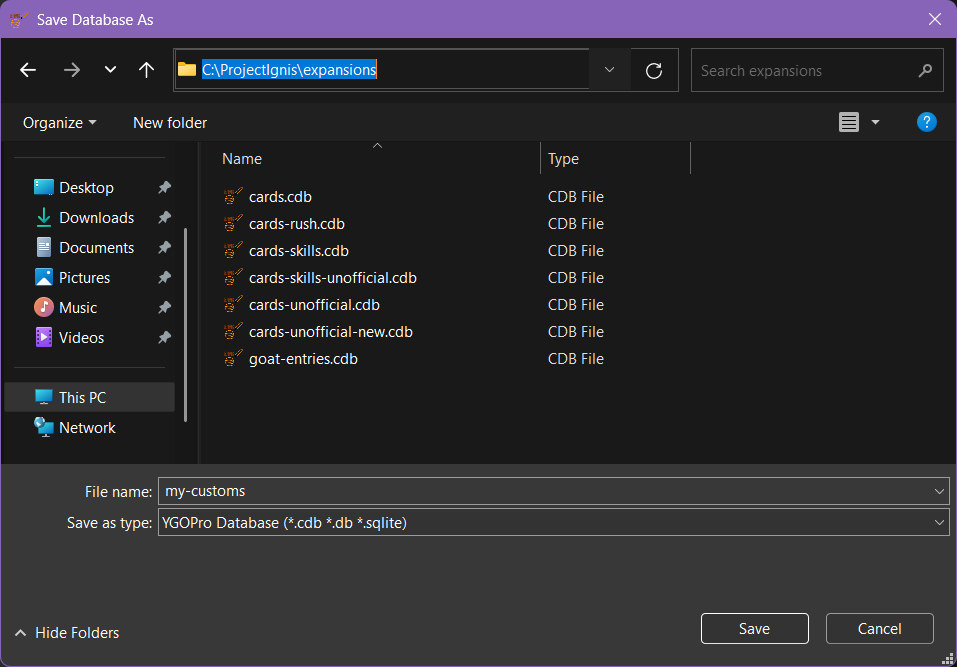 Save Database As
C:\ProjectIgnis\expansions
Search expansions
Organize
New folder
?
Name
Type
Desktop
Downloads
Documents
Pictures
Music
Videos
This PC
Network
cards.cdb CDB File
cards-rush.cdb CDB File
cards-skills.cdb CDB File
cards-skills-unofficial.cdb CDB File
cards-unofficial.cdb CDB File
cards-unofficial-new.cdb CDB File
goat-entries.cdb CDB File
File name: my-customs
Save as type: YGOPro Database (*.cdb *.db *.sqlite)
Hide Folders
Save
Cancel